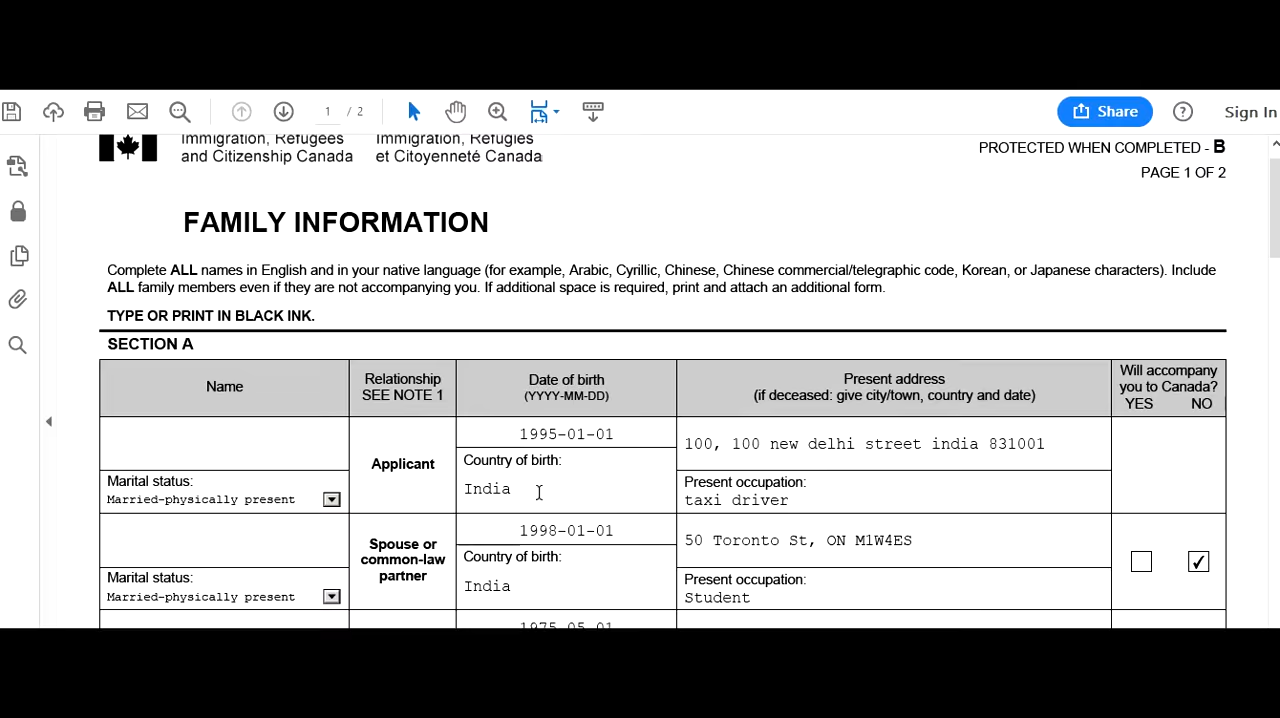 1 / 2
Share
Sign In
Immigration, Refugees Immigration, Réfugiés
and Citizenship Canada et Citoyenneté Canada
PROTECTED WHEN COMPLETED - B
PAGE 1 OF 2
FAMILY INFORMATION
Complete ALL names in English and in your native language (for example, Arabic, Cyrillic, Chinese, Chinese commercial/telegraphic code, Korean, or Japanese characters). Include
ALL family members even if they are not accompanying you. If additional space is required, print and attach an additional form.
TYPE OR PRINT IN BLACK INK.
SECTION A
Name
Relationship
SEE NOTE 1
Date of birth
(YYYY-MM-DD)
Present address
(if deceased: give city/town, country and date)
Will accompany
you to Canada?
YES NO
Marital status:
Married-physically present
Applicant
1995-01-01
Country of birth:
India
100, 100 new delhi street india 831001
Present occupation:
taxi driver
Marital status:
Married-physically present
Spouse or
common-law
partner
1998-01-01
Country of birth:
India
50 Toronto St, ON M1W4ES
Present occupation:
Student
1975-05-01